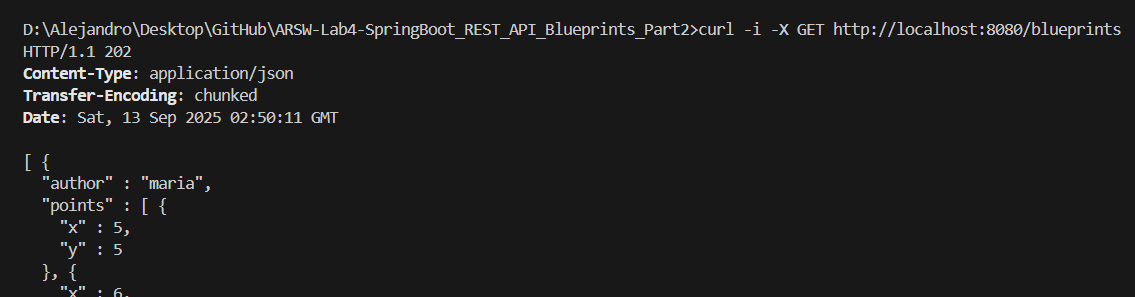 D:\Alejandro\Desktop\GitHub\ARSW-Lab4-SpringBoot_REST_API_Blueprints_Part2>curl -i -X GET http://localhost:8080/blueprints
HTTP/1.1 202
Content-Type: application/json
Transfer-Encoding: chunked
Date: Sat, 13 Sep 2025 02:50:11 GMT
[ {
"author" : "maria",
"points" : [ {
"x" : 5,
"y" : 5
}, {
"x" : 6,